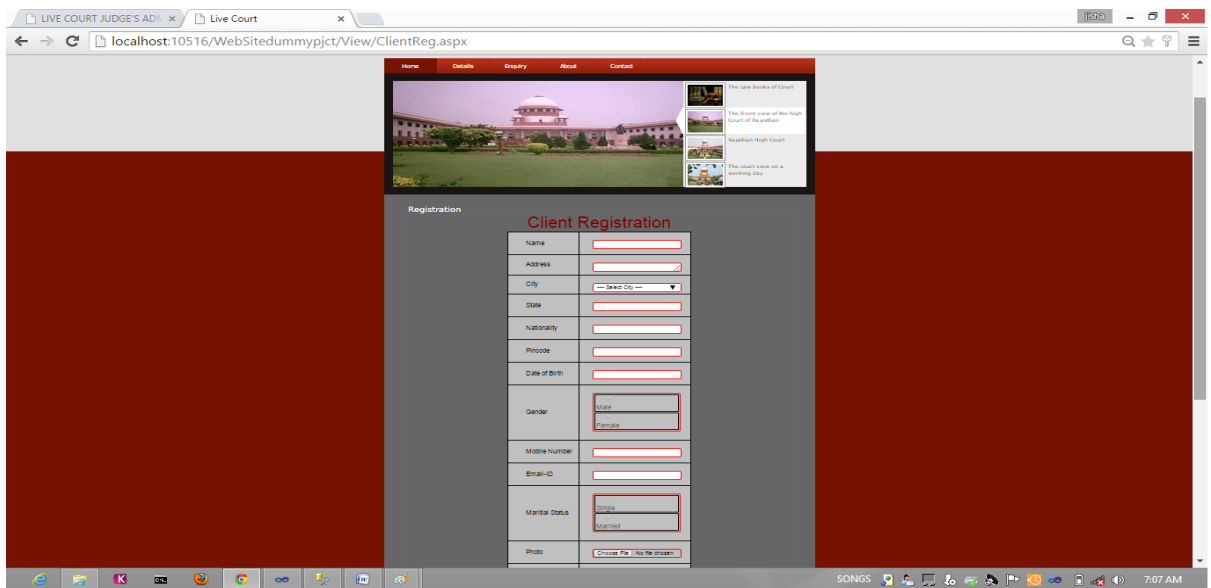 LIVE COURT JUDGE'S ADM
Live Court
jisha
localhost:10516/WebSitedummypjct/View/ClientReg.aspx
Home Details Enquiry About Contact
The Law books of Court
The front view of the high
Court of Rajasthan
Rajasthan High Court
The court view on a
working day
Registration
Client Registration
Name
Address
City --- Select City ---
State
Nationality
Pincode
Date of Birth
Gender
Male
Female
Mobile Number
Email-ID
Maritial Status
Single
Married
Photo Choose File No file chosen
SONGS 7:07 AM